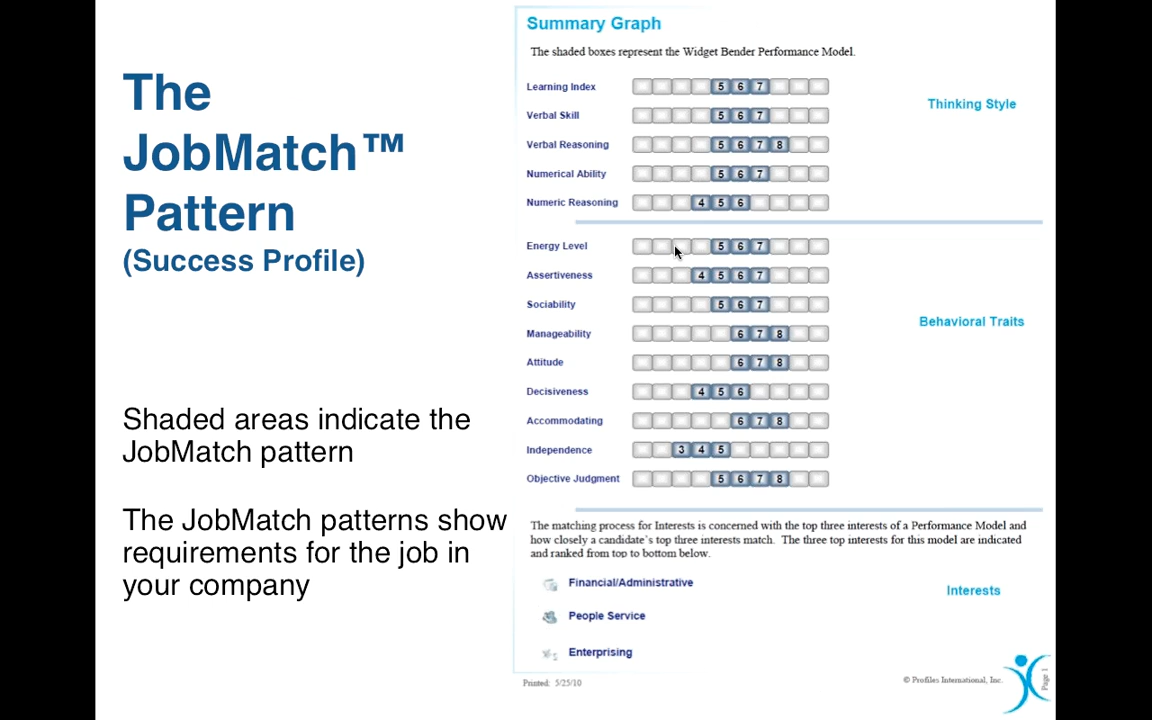 The
JobMatch™
Pattern
(Success Profile)
Shaded areas indicate the
JobMatch pattern
The JobMatch patterns show
requirements for the job in
your company
Summary Graph
The shaded boxes represent the Widget Bender Performance Model.
Learning Index 5 6 7
Verbal Skill 5 6 7
Verbal Reasoning 5 6 7 8
Numerical Ability 5 6 7
Numeric Reasoning 4 5 6
Thinking Style
Energy Level 5 6 7
Assertiveness 4 5 6 7
Sociability 5 6 7
Manageability 6 7 8
Attitude 6 7 8
Decisiveness 4 5 6
Accommodating 6 7 8
Independence 3 4 5
Objective Judgment 5 6 7 8
Behavioral Traits
The matching process for Interests is concerned with the top three interests of a Performance Model and
how closely a candidate's top three interests match. The three top interests for this model are indicated
and ranked from top to bottom below.
Financial/Administrative
People Service
Enterprising
Interests
Printed: 5/25/10
© Profiles International, Inc.
Page 1